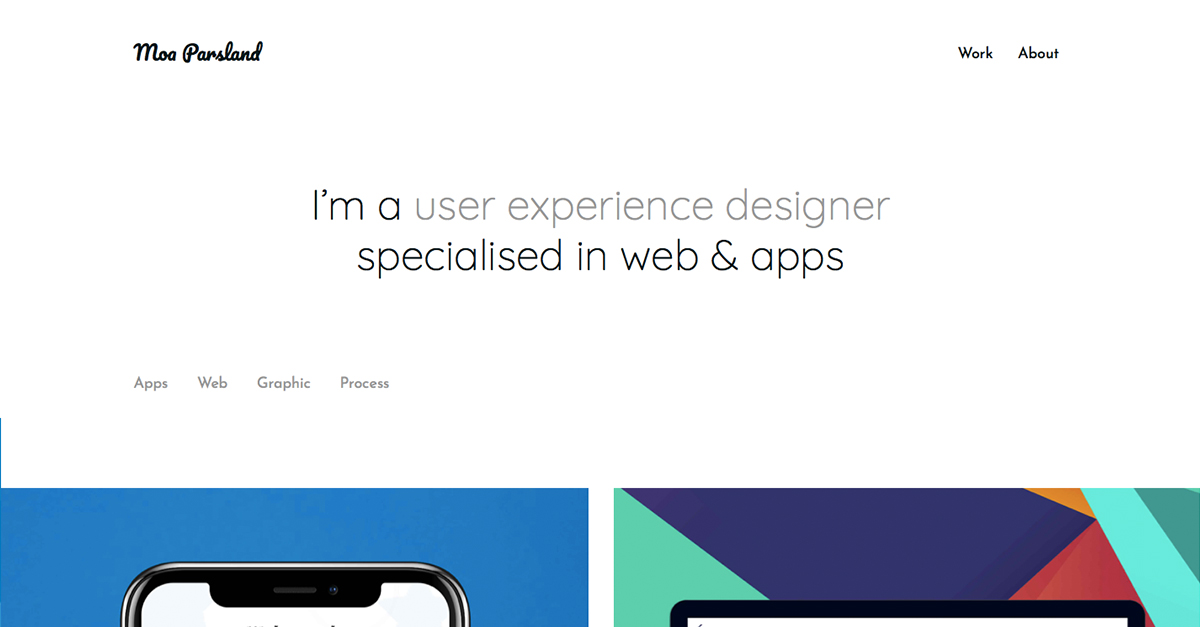 Moa Parsland
Work About
I'm a user experience designer
specialised in web & apps
Apps Web Graphic Process